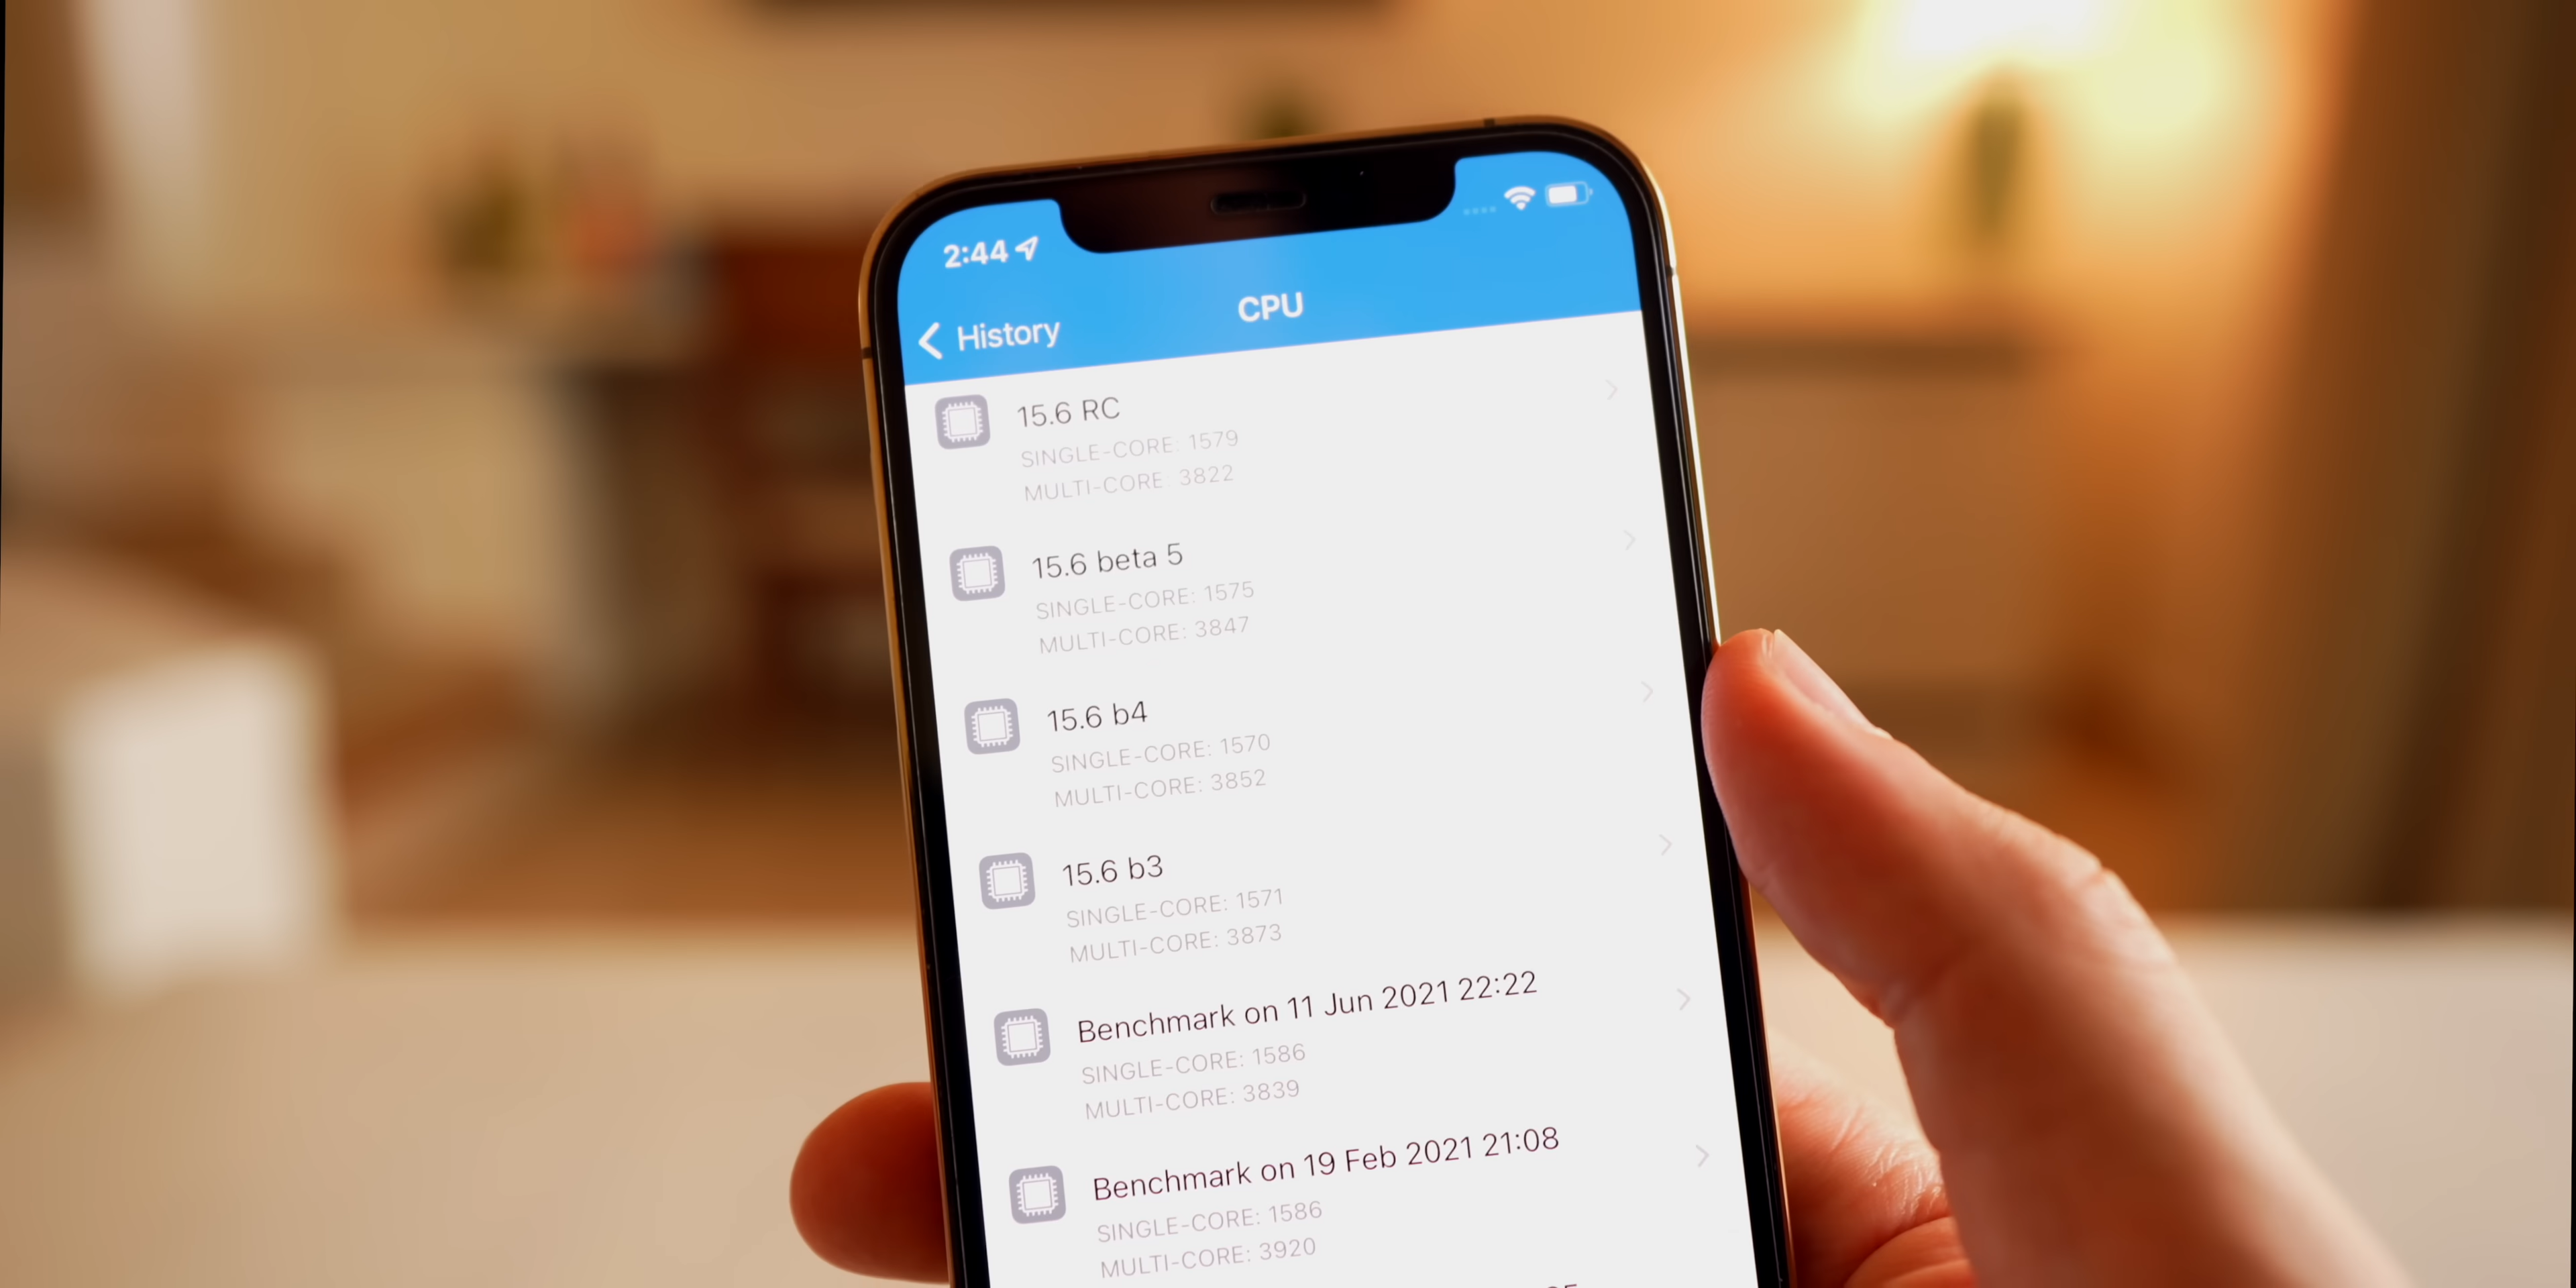 2:44
History
CPU
15.6 RC
SINGLE-CORE: 1579
MULTI-CORE 3822
15.6 beta 5
SINGLE-CORE: 1575
MULTI-CORE: 3847
15.6 b4
SINGLE-CORE: 1570
MULTI-CORE: 3852
15.6 b3
SINGLE-CORE: 1571
MULTI-CORE: 3873
Benchmark on 11 Jun 2021 22:22
SINGLE-CORE: 1586
MULTI-CORE: 3839
Benchmark on 19 Feb 2021 21:08
SINGLE-CORE: 1586
MULTI-CORE: 3920